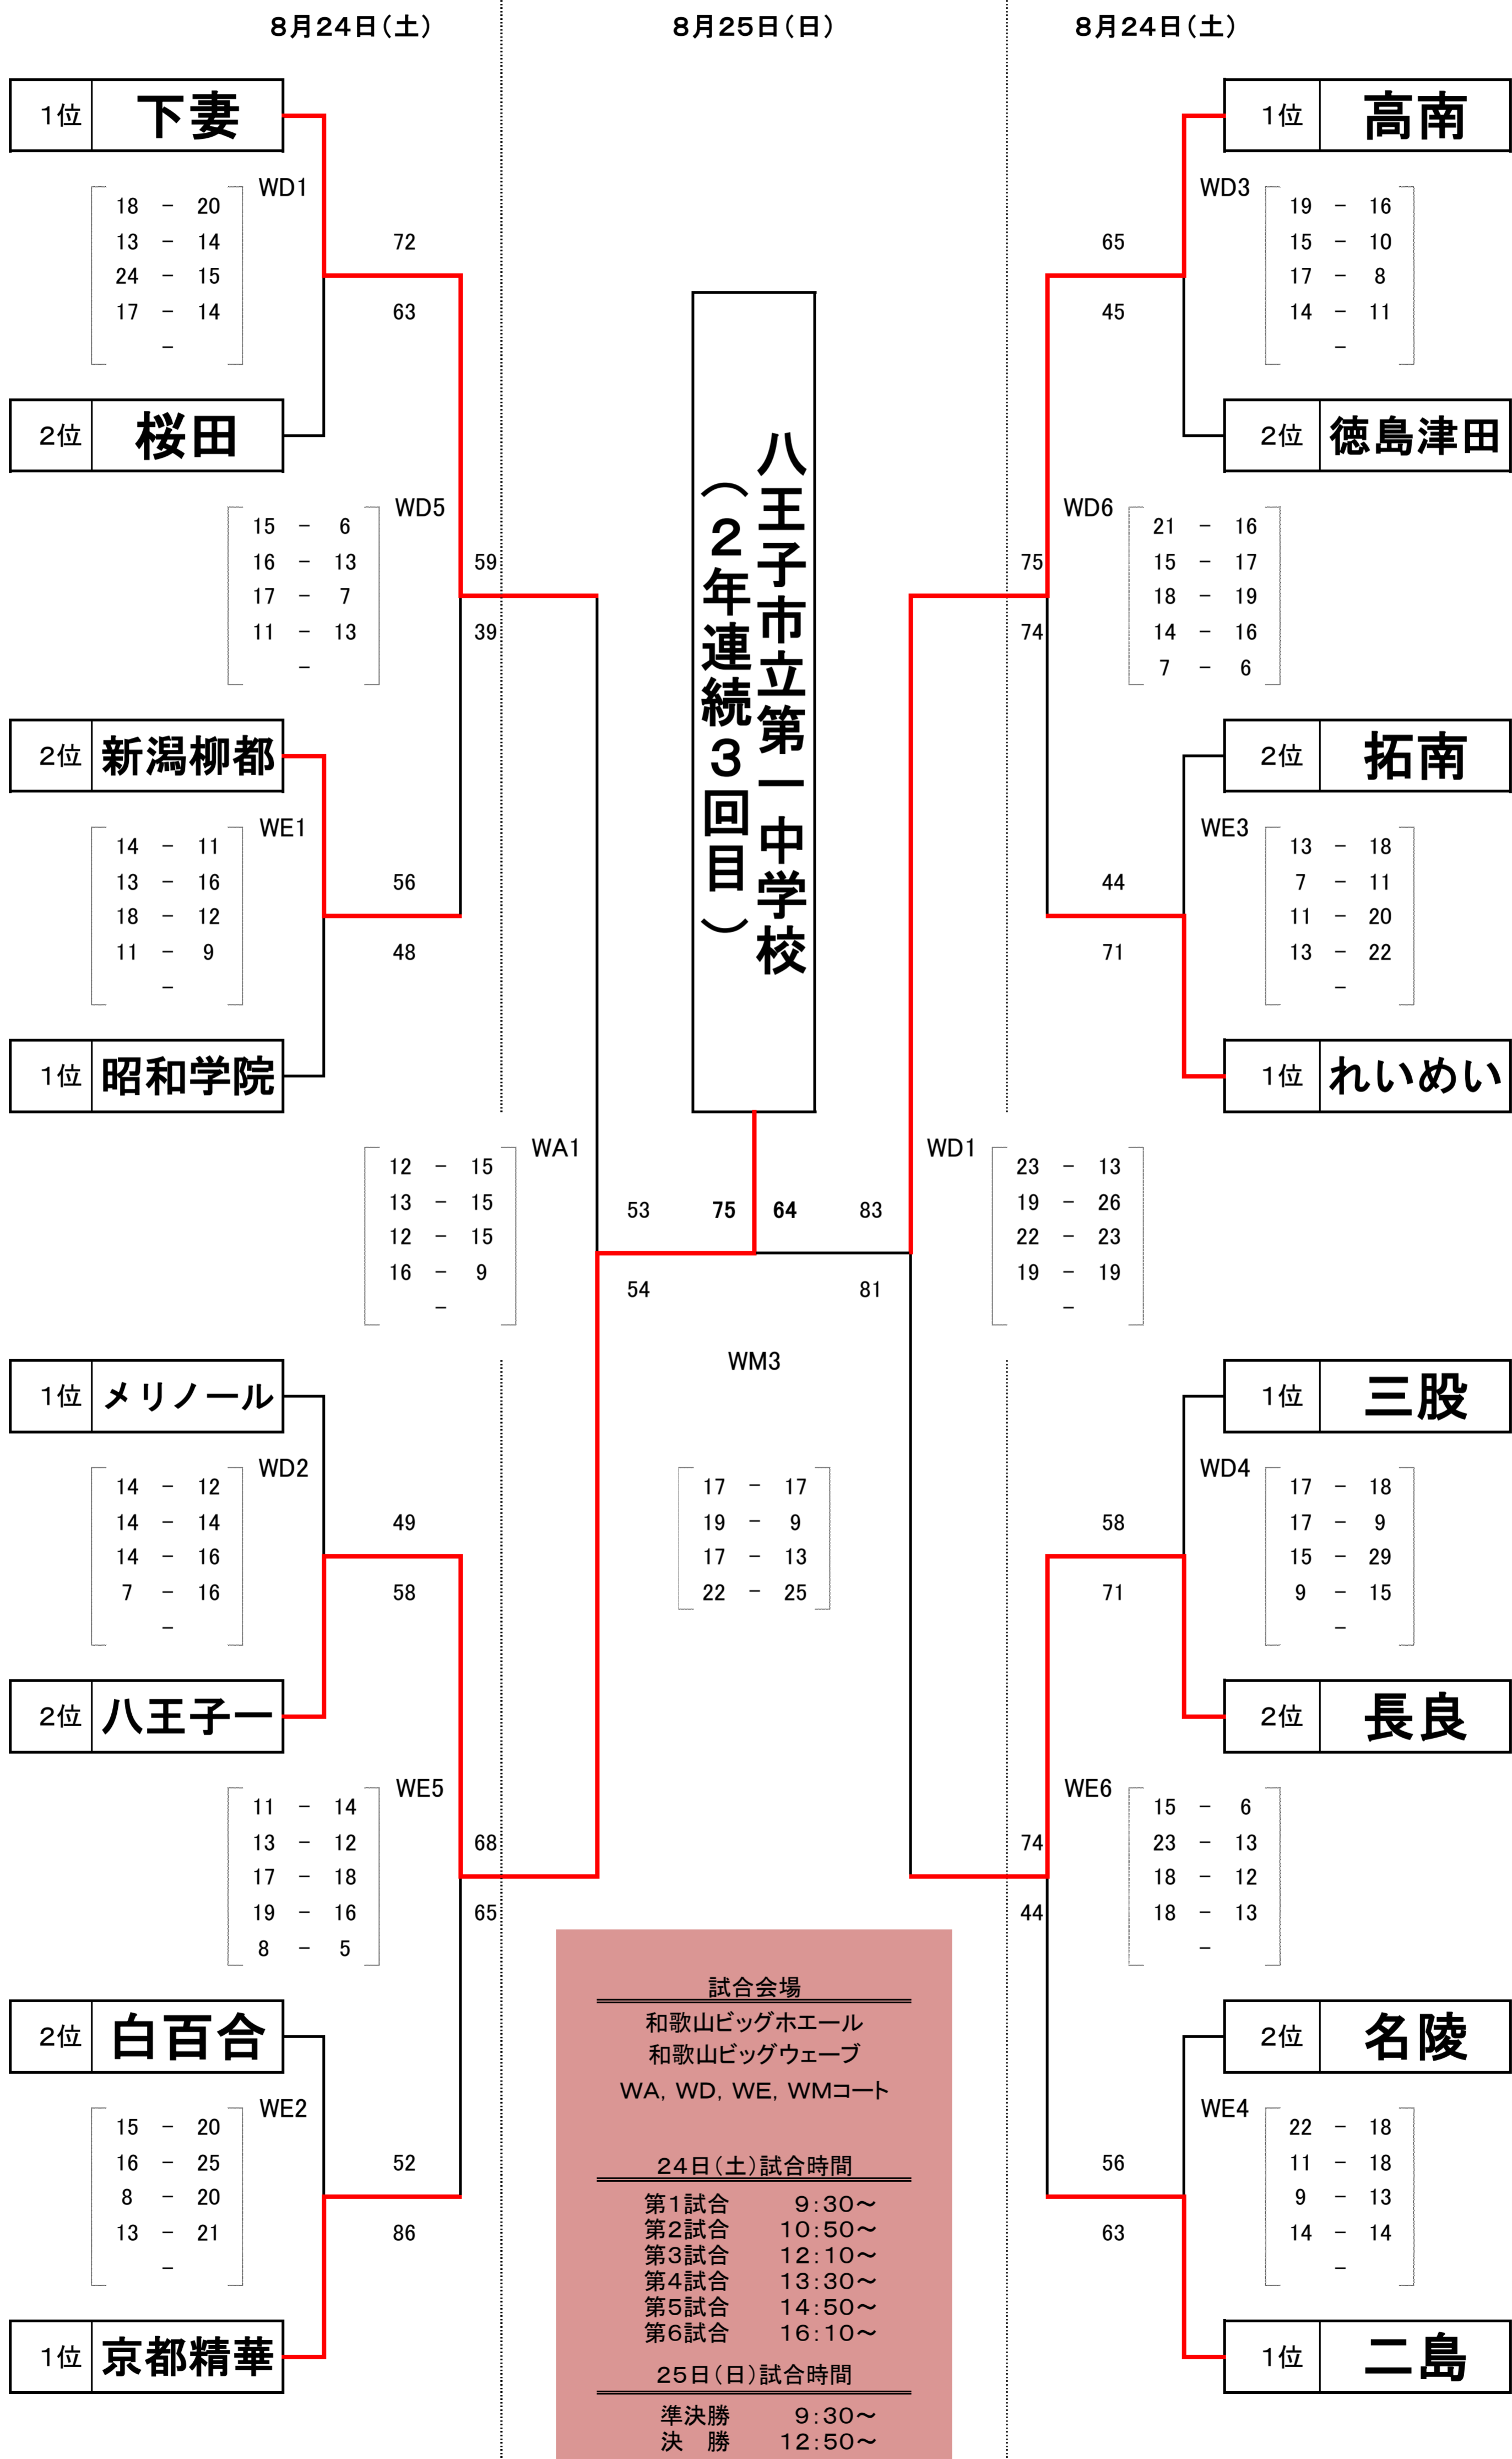 8月24日(土)
8月25日(日)
8月24日(土)
1位 下妻
WD1
18 - 20
13 - 14
24 - 15
17 - 14
-
72
63
2位 桜田
WD5
15 - 6
16 - 13
17 - 7
11 - 13
-
59
39
2位 新潟柳都
WE1
14 - 11
13 - 16
18 - 12
11 - 9
-
56
48
1位 昭和学院
WA1
12 - 15
13 - 15
12 - 15
16 - 9
-
53
54
1位 メリノール
WD2
14 - 12
14 - 14
14 - 16
7 - 16
-
49
58
2位 八王子一
WE5
11 - 14
13 - 12
17 - 18
19 - 16
8 - 5
68
65
2位 白百合
WE2
15 - 20
16 - 25
8 - 20
13 - 21
-
52
86
1位 京都精華
八王子市立第一中学校
(2年連続3回目)
75 64
WM3
17 - 17
19 - 9
17 - 13
22 - 25
1位 高南
WD3
19 - 16
15 - 10
17 - 8
14 - 11
-
65
45
2位 徳島津田
WD6
21 - 16
15 - 17
18 - 19
14 - 16
7 - 6
75
74
2位 拓南
WE3
13 - 18
7 - 11
11 - 20
13 - 22
-
44
71
1位 れいめい
WD1
23 - 13
19 - 26
22 - 23
19 - 19
-
83
81
1位 三股
WD4
17 - 18
17 - 9
15 - 29
9 - 15
-
58
71
2位 長良
WE6
15 - 6
23 - 13
18 - 12
18 - 13
-
74
44
2位 名陵
WE4
22 - 18
11 - 18
9 - 13
14 - 14
-
56
63
1位 二島
試合会場
和歌山ビッグホエール
和歌山ビッグウェーブ
WA, WD, WE, WMコート
24日(土)試合時間
第1試合 9:30～
第2試合 10:50～
第3試合 12:10～
第4試合 13:30～
第5試合 14:50～
第6試合 16:10～
25日(日)試合時間
準決勝 9:30～
決 勝 12:50～